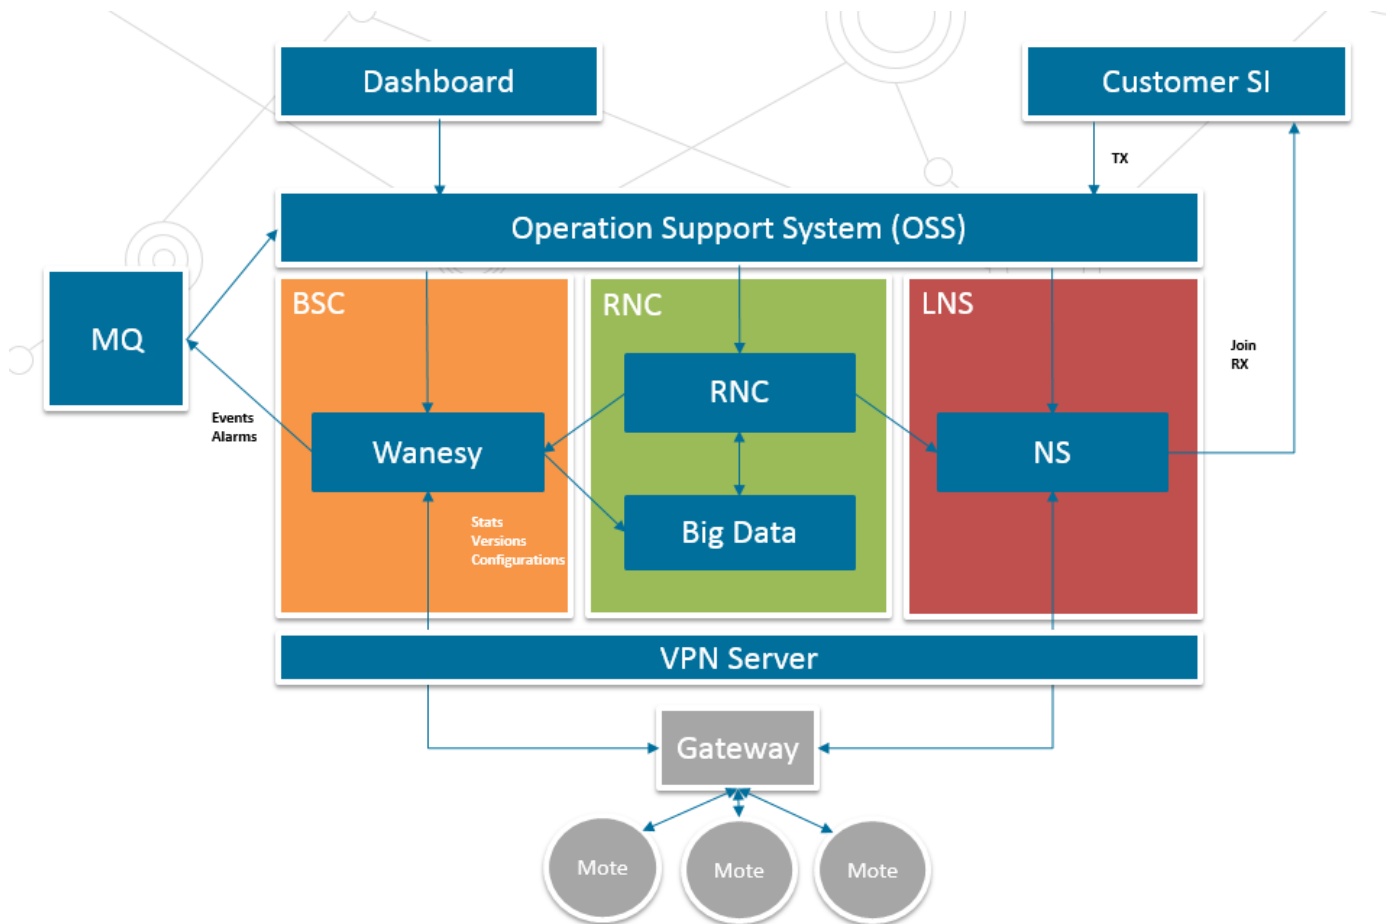 Dashboard
Customer SI
TX
Operation Support System (OSS)
MQ
BSC
RNC
LNS
Join
RX
RNC
Events
Alarms
Wanesy
NS
Stats
Versions
Configurations
Big Data
VPN Server
Gateway
Mote
Mote
Mote